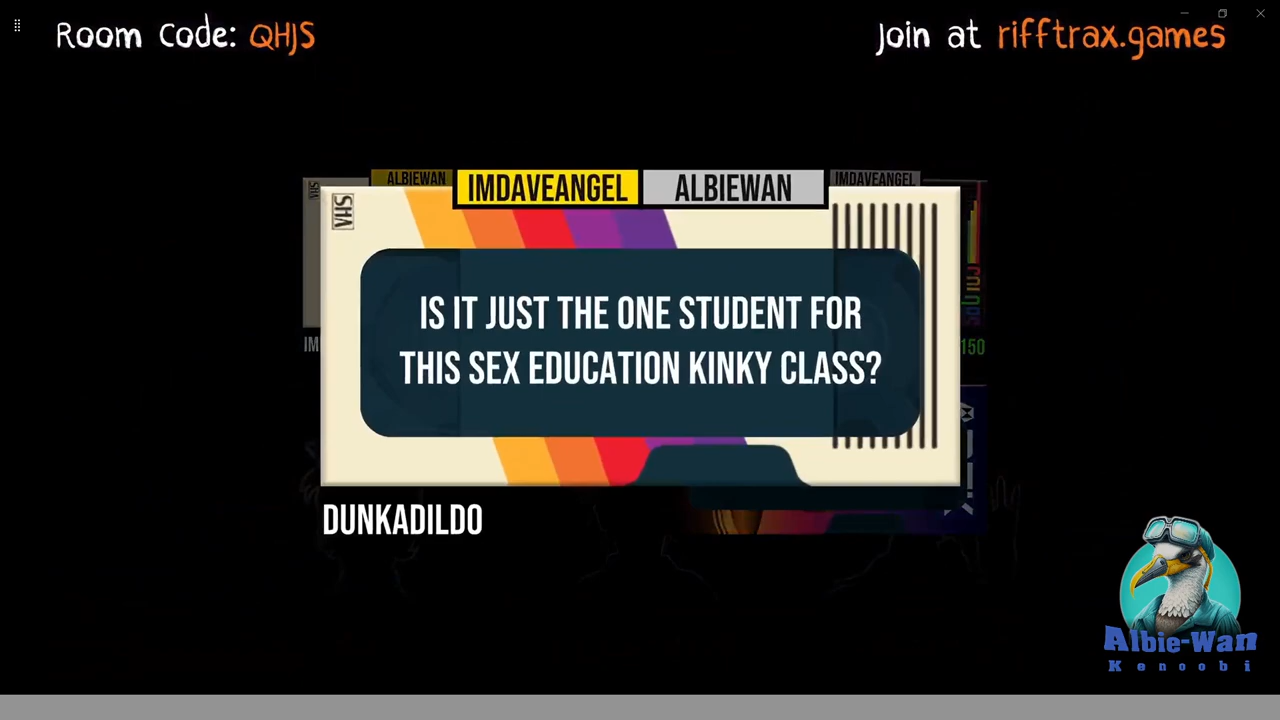 Room Code: QHJS
Join at rifftrax.games
ALBIEWAN
IMDAVEANGEL
ALBIEWAN
IMDAVEANGEL
VHS
IS IT JUST THE ONE STUDENT FOR
THIS SEX EDUCATION KINKY CLASS?
IM
150
DUNKADILDO
Albie-Wan
Kenoobi